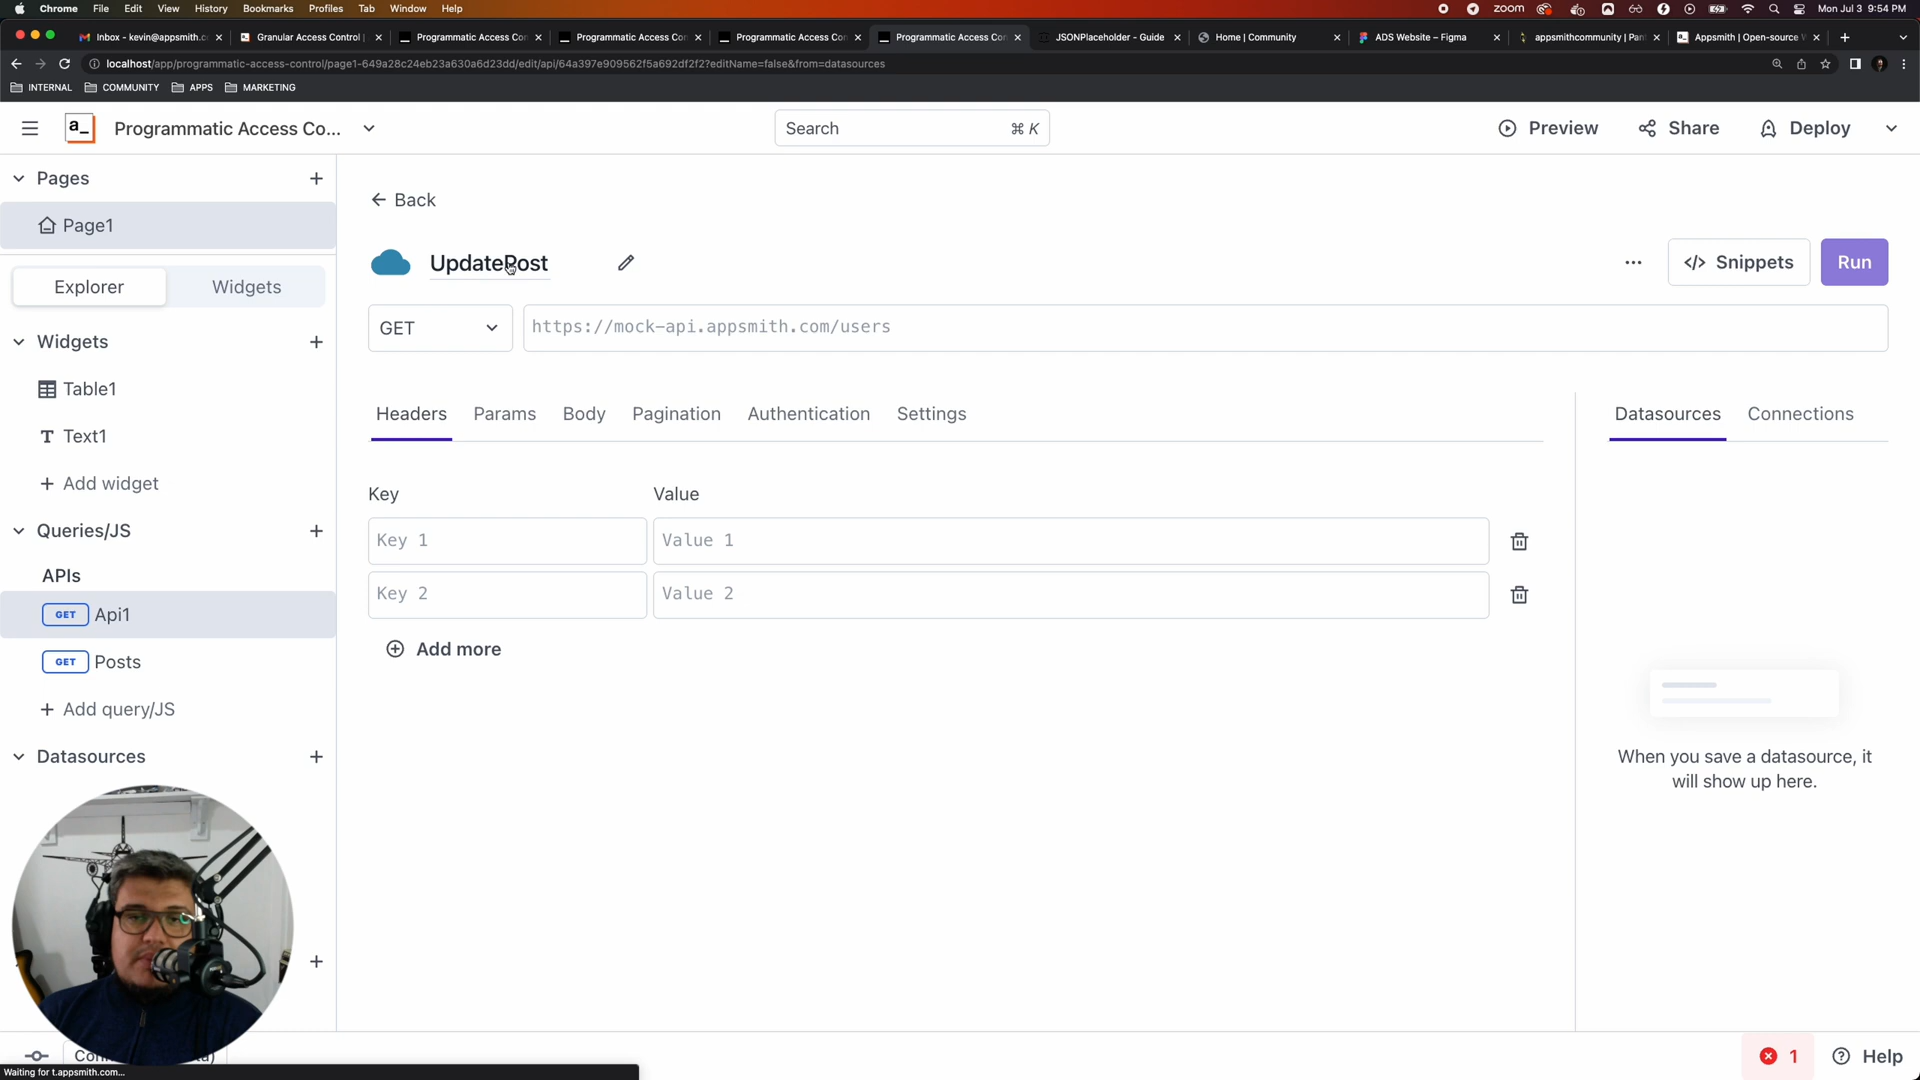 Chrome File Edit View History Bookmarks Profiles Tab Window Help zoom Mon Jul 3 9:54 PM
Inbox - kevin@appsmith.c Granular Access Control | Programmatic Access Con Programmatic Access Con Programmatic Access Con Programmatic Access Con JSONPlaceholder - Guide Home | Community ADS Website – Figma appsmithcommunity | Pan Appsmith | Open-source W
localhost/app/programmatic-access-control/page1-649a28c24eb23a630a6d23dd/edit/api/64a397e909562f5a692df2f2?editName=false&from=datasources
INTERNAL COMMUNITY APPS MARKETING
a_ Programmatic Access Co... Search ⌘ K Preview Share Deploy
Pages
Page1
Explorer Widgets
Widgets
Table1
Text1
Add widget
Queries/JS
APIs
GET Api1
GET Posts
Add query/JS
Datasources
Back
UpdatePost
Snippets Run
GET https://mock-api.appsmith.com/users
Headers Params Body Pagination Authentication Settings
Key Value
Key 1 Value 1
Key 2 Value 2
Add more
Datasources Connections
When you save a datasource, it
will show up here.
1 Help
Waiting for t.appsmith.com...